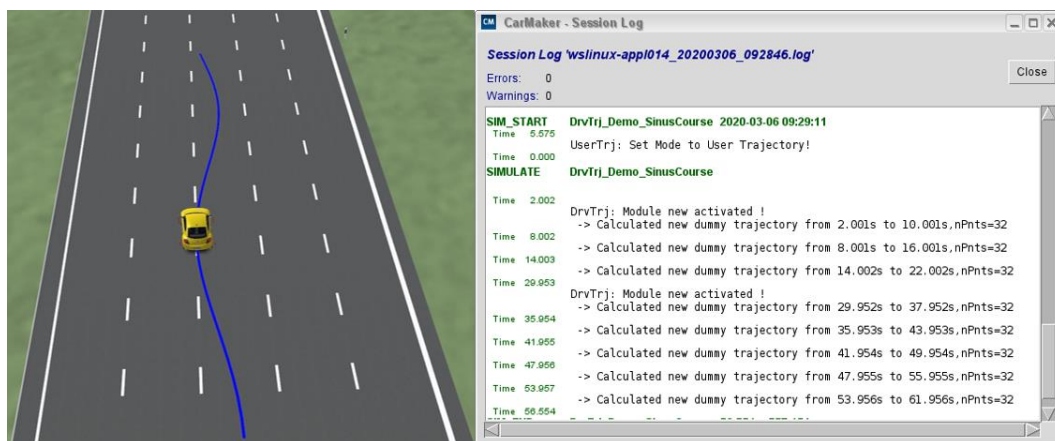 CM CarMaker - Session Log
Session Log 'wslinux-appl014_20200306_092846.log'
Close
Errors: 0
Warnings: 0
SIM_START DrvTrj_Demo_SinusCourse 2020-03-06 09:29:11
Time 5.575
UserTrj: Set Mode to User Trajectory!
Time 0.000
SIMULATE DrvTrj_Demo_SinusCourse
Time 2.002
DrvTrj: Module new activated !
-> Calculated new dummy trajectory from 2.001s to 10.001s,nPnts=32
Time 8.002
-> Calculated new dummy trajectory from 8.001s to 16.001s,nPnts=32
Time 14.003
-> Calculated new dummy trajectory from 14.002s to 22.002s,nPnts=32
Time 29.953
DrvTrj: Module new activated !
-> Calculated new dummy trajectory from 29.952s to 37.952s,nPnts=32
Time 35.954
-> Calculated new dummy trajectory from 35.953s to 43.953s,nPnts=32
Time 41.955
-> Calculated new dummy trajectory from 41.954s to 49.954s,nPnts=32
Time 47.956
-> Calculated new dummy trajectory from 47.955s to 55.955s,nPnts=32
Time 53.957
-> Calculated new dummy trajectory from 53.956s to 61.956s,nPnts=32
Time 56.554